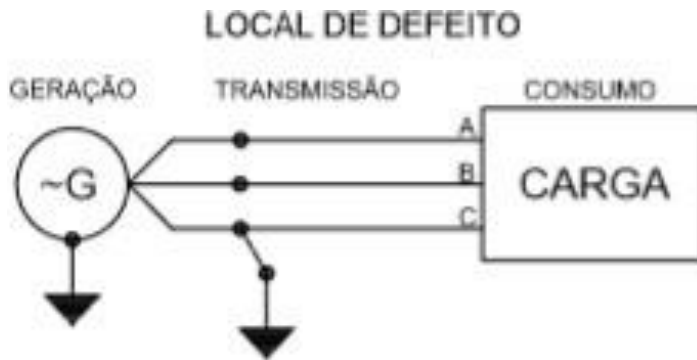 LOCAL DE DEFEITO
GERAÇÃO TRANSMISSÃO CONSUMO
A
~G B CARGA
C